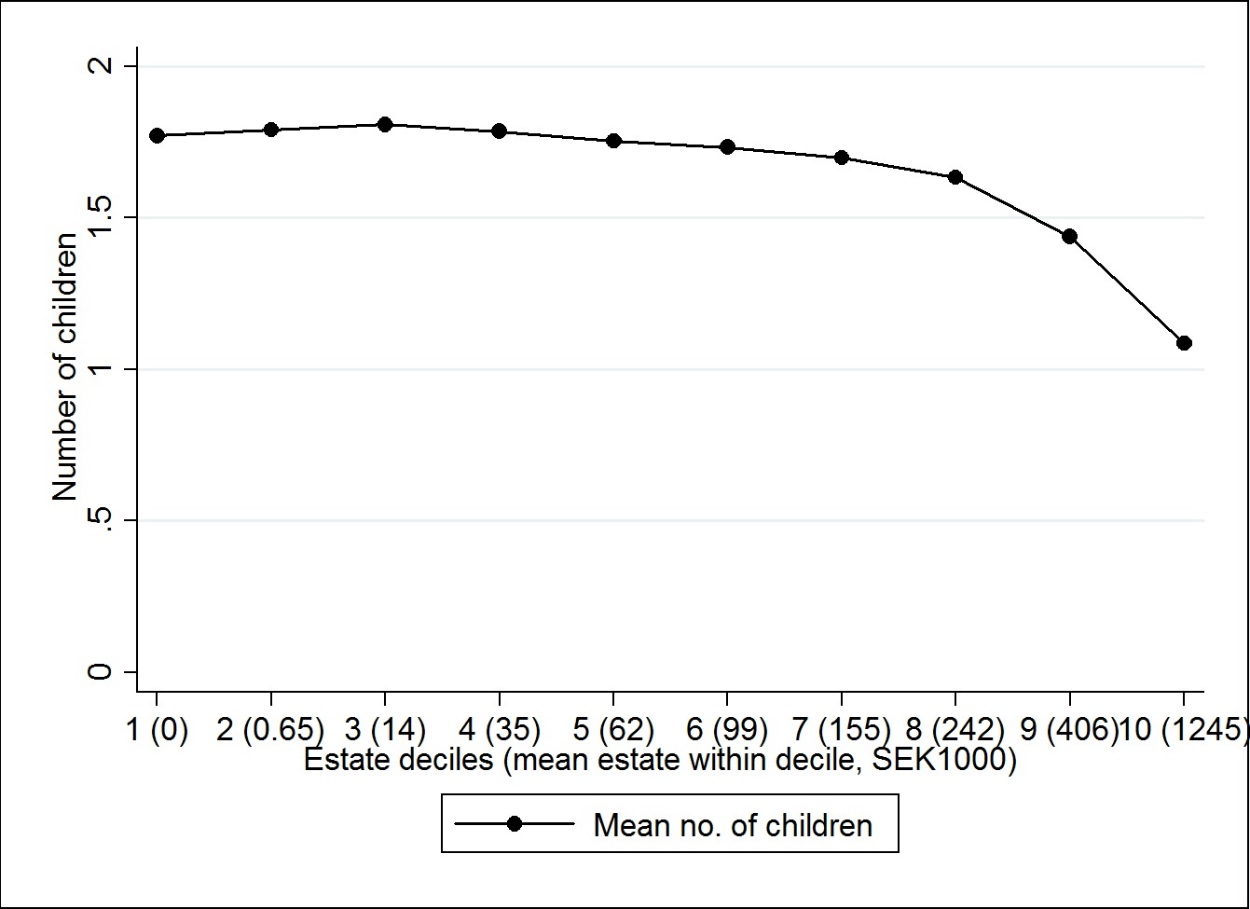 2
1.5
1
.5
0
Number of children
1 (0) 2 (0.65) 3 (14) 4 (35) 5 (62) 6 (99) 7 (155) 8 (242) 9 (406) 10 (1245)
Estate deciles (mean estate within decile, SEK1000)
Mean no. of children